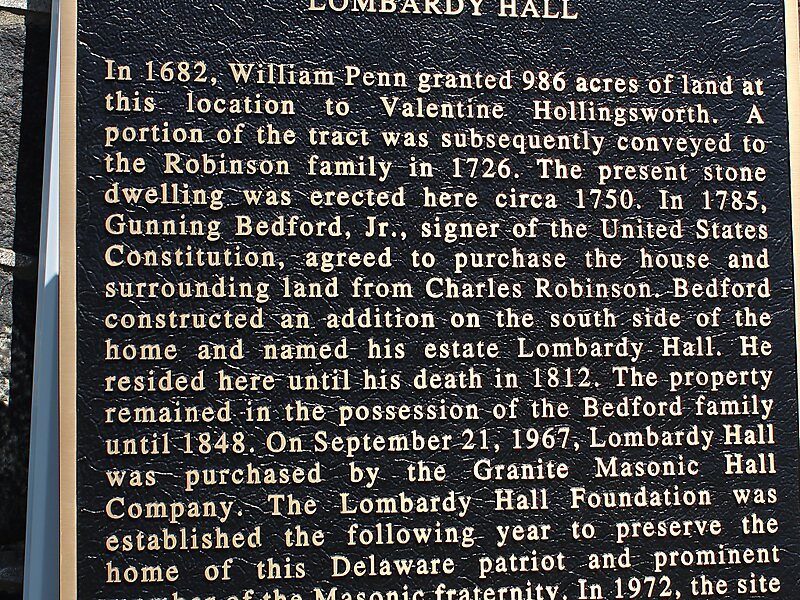 LOMBARDY HALL
In 1682, William Penn granted 986 acres of land at
this location to Valentine Hollingsworth. A
portion of the tract was subsequently conveyed to
the Robinson family in 1726. The present stone
dwelling was erected here circa 1750. In 1785,
Gunning Bedford, Jr., signer of the United States
Constitution, agreed to purchase the house and
surrounding land from Charles Robinson. Bedford
constructed an addition on the south side of the
home and named his estate Lombardy Hall. He
resided here until his death in 1812. The property
remained in the possession of the Bedford family
until 1848. On September 21, 1967, Lombardy Hall
was purchased by the Granite Masonic Hall
Company. The Lombardy Hall Foundation was
established the following year to preserve the
home of this Delaware patriot and prominent
member of the Masonic fraternity. In 1972, the site